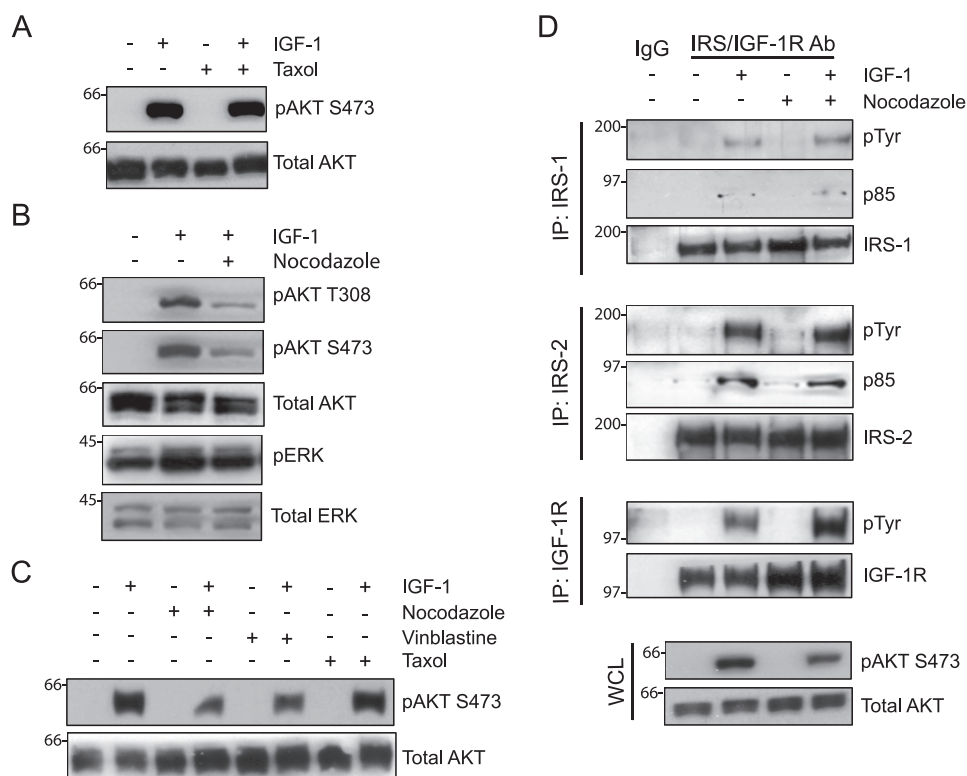 A
- + - + IGF-1
- - + + Taxol
66
pAKT S473
66
Total AKT
B
- + + IGF-1
- - + Nocodazole
66
pAKT T308
66
pAKT S473
66
Total AKT
45
pERK
45
Total ERK
C
- + - + - + - + IGF-1
- - + + - - - - Nocodazole
- - - - + + - - Vinblastine
- - - - - - + + Taxol
66
pAKT S473
66
Total AKT
D
IgG IRS/IGF-1R Ab
- - + - + IGF-1
- - - + + Nocodazole
IP: IRS-1
200
pTyr
97
p85
200
IRS-1
IP: IRS-2
200
pTyr
97
p85
200
IRS-2
IP: IGF-1R
97
pTyr
97
IGF-1R
WCL
66
pAKT S473
66
Total AKT